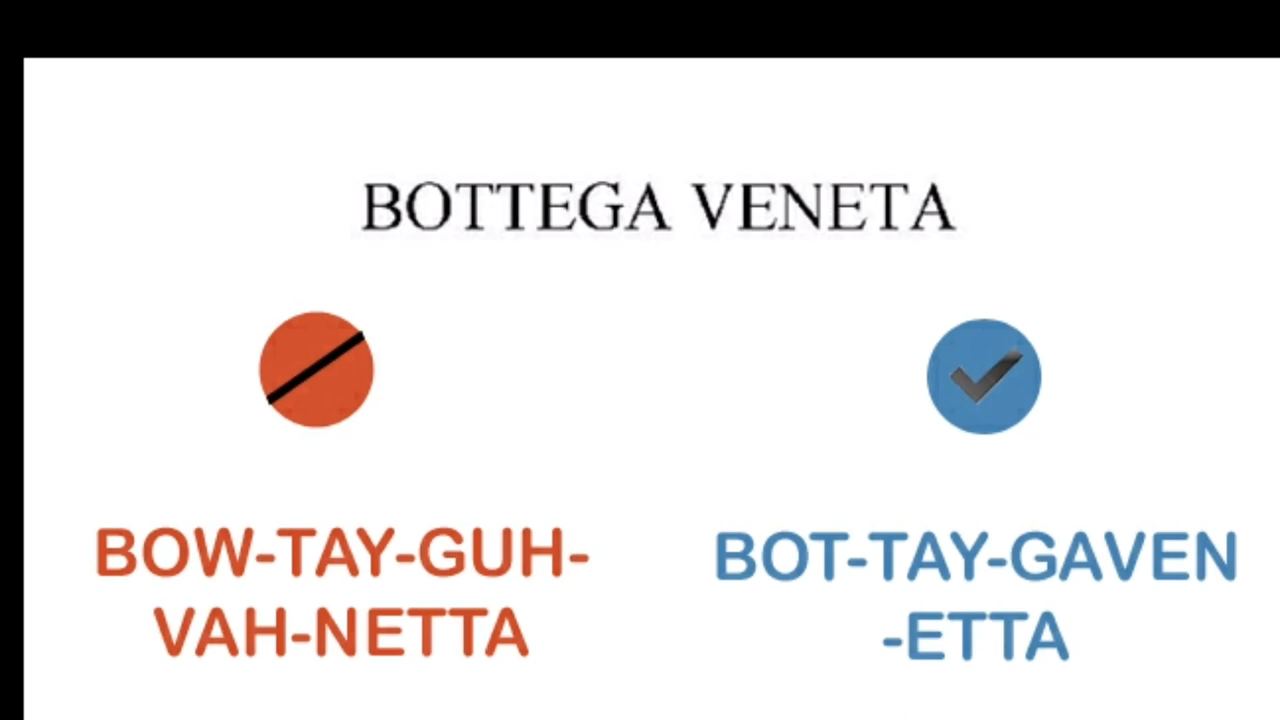 BOTTEGA VENETA
BOW-TAY-GUH-
VAH-NETTA
BOT-TAY-GAVEN
-ETTA